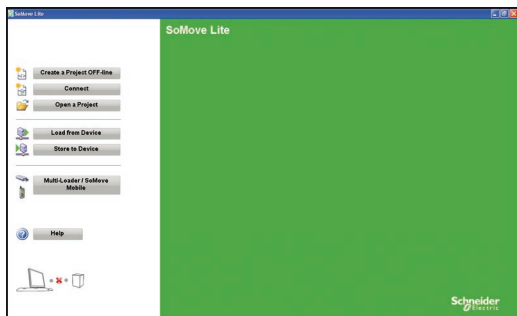 SoMove Lite
SoMove Lite
Create a Project OFF-line
Connect
Open a Project
Load from Device
Store to Device
Multi-Loader / SoMove
Mobile
Help
Schneider
Electric